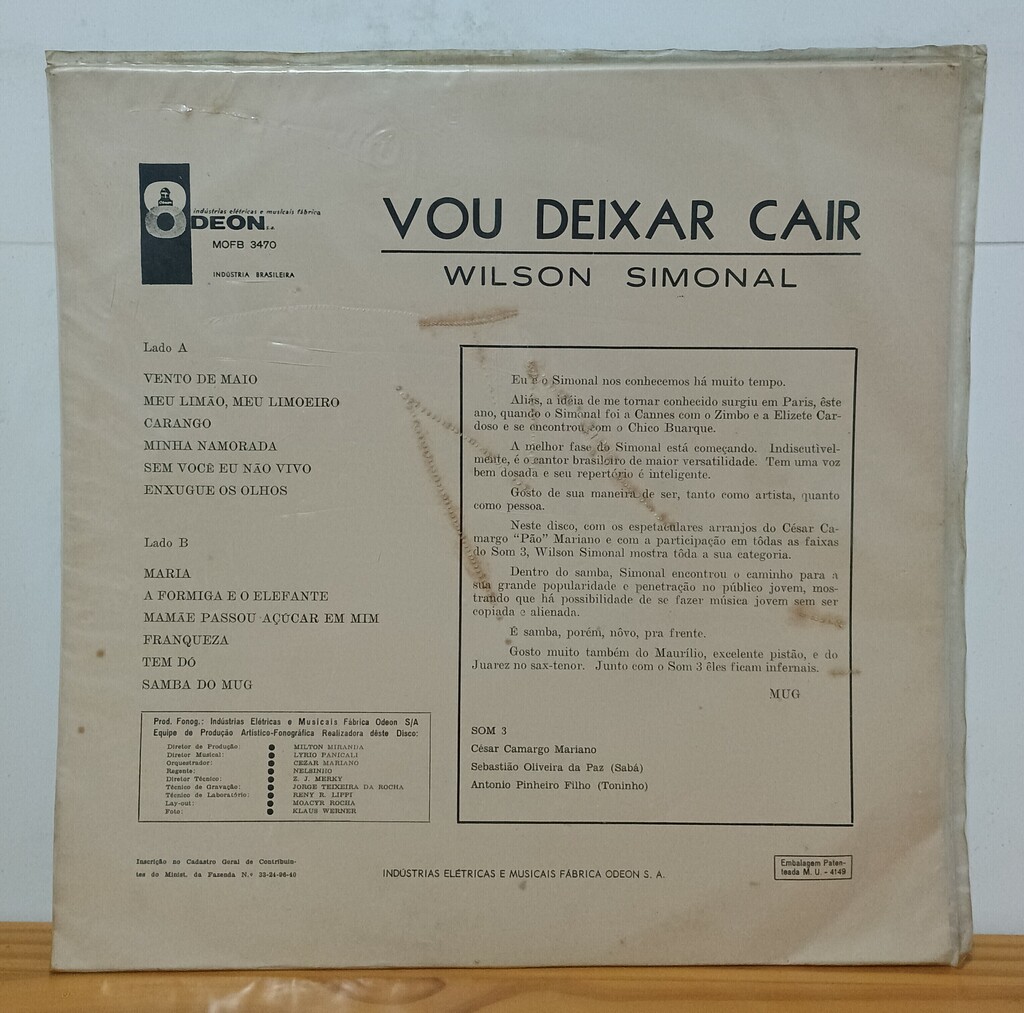 indústrias elétricas e musicais fábrica
ODEON S.A.
MOFB 3470
INDÚSTRIA BRASILEIRA
VOU DEIXAR CAIR
WILSON SIMONAL
Lado A
VENTO DE MAIO
MEU LIMÃO, MEU LIMOEIRO
CARANGO
MINHA NAMORADA
SEM VOCÊ EU NÃO VIVO
ENXUGUE OS OLHOS
Lado B
MARIA
A FORMIGA E O ELEFANTE
MAMÃE PASSOU AÇÚCAR EM MIM
FRANQUEZA
TEM DÓ
SAMBA DO MUG
Prod. Fonog.: Indústrias Elétricas e Musicais Fábrica Odeon S/A
Equipe de Produção Artístico-Fonográfica Realizadora dêste Disco:
Diretor de Produção: ● MILTON MIRANDA
Diretor Musical: ● LYRIO PANICALI
Orquestrador: ● CEZAR MARIANO
Regente: ● NELSINHO
Diretor Técnico: ● Z. J. MERKY
Técnico de Gravação: ● JORGE TEIXEIRA DA ROCHA
Técnico de Laboratório: ● RENY R. LIPPI
Lay-out: ● MOACYR ROCHA
Foto: ● KLAUS WERNER
Eu e o Simonal nos conhecemos há muito tempo.
Aliás, a idéia de me tornar conhecido surgiu em Paris, êste
ano, quando o Simonal foi a Cannes com o Zimbo e a Elizete Car-
doso e se encontrou com o Chico Buarque.
A melhor fase do Simonal está começando. Indiscutìvel-
mente, é o cantor brasileiro de maior versatilidade. Tem uma voz
bem dosada e seu repertório é inteligente.
Gosto de sua maneira de ser, tanto como artista, quanto
como pessoa.
Neste disco, com os espetaculares arranjos do César Ca-
margo "Pão" Mariano e com a participação em tôdas as faixas
do Som 3, Wilson Simonal mostra tôda a sua categoria.
Dentro do samba, Simonal encontrou o caminho para a
sua grande popularidade e penetração no público jovem, mos-
trando que há possibilidade de se fazer música jovem sem ser
copiada e alienada.
É samba, porém, nôvo, pra frente.
Gosto muito também do Maurílio, excelente pistão, e do
Juarez no sax-tenor. Junto com o Som 3 êles ficam infernais.
MUG
SOM 3
César Camargo Mariano
Sebastião Oliveira da Paz (Sabá)
Antonio Pinheiro Filho (Toninho)
Inscrição no Cadastro Geral de Contribuin-
tes do Minist. da Fazenda N.º 33-24-96-40
INDÚSTRIAS ELÉTRICAS E MUSICAIS FÁBRICA ODEON S. A.
Embalagem Paten-
teada M. U. - 4149